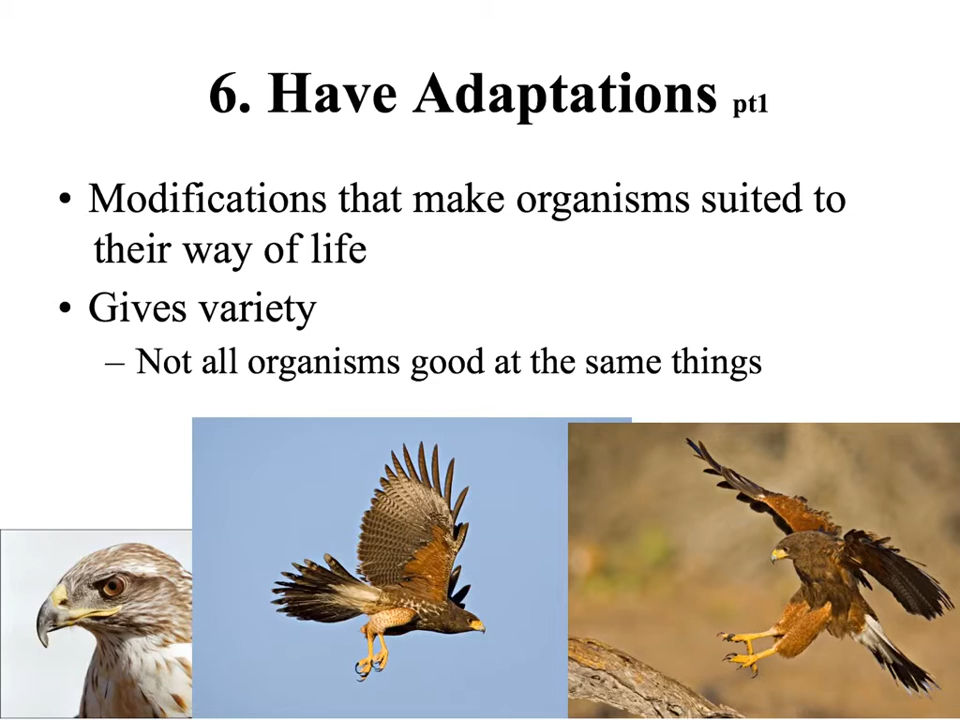 6. Have Adaptations pt1
• Modifications that make organisms suited to
their way of life
• Gives variety
– Not all organisms good at the same things